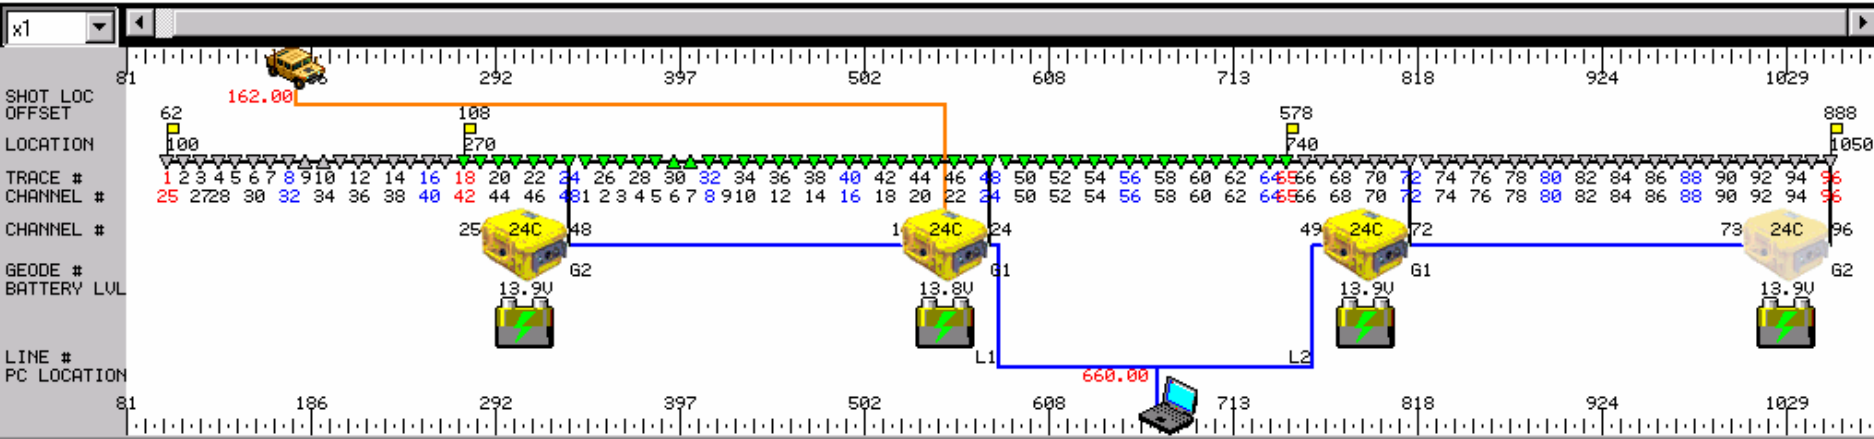 x1
81 292 397 502 608 713 818 924 1029
SHOT LOC 162.00
OFFSET 62 108 578 888
LOCATION 100 270 740 1050
TRACE # 1 2 3 4 5 6 7 8 9 10 12 14 16 18 20 22 24 26 28 30 32 34 36 38 40 42 44 46 48 50 52 54 56 58 60 62 64 65 66 68 70 72 74 76 78 80 82 84 86 88 90 92 94 96
CHANNEL # 25 27 28 30 32 34 36 38 40 42 44 46 48 1 2 3 4 5 6 7 8 9 10 12 14 16 18 20 22 24 50 52 54 56 58 60 62 64 65 66 68 70 72 74 76 78 80 82 84 86 88 90 92 94 96
CHANNEL # 25 24C 48 1 24C 24 49 24C 72 73 24C 96
GEODE # G2 G1 G1 G2
BATTERY LVL 13.9V 13.8V 13.9V 13.9V
LINE # L1 L2
PC LOCATION 660.00
81 186 292 397 502 608 713 818 924 1029